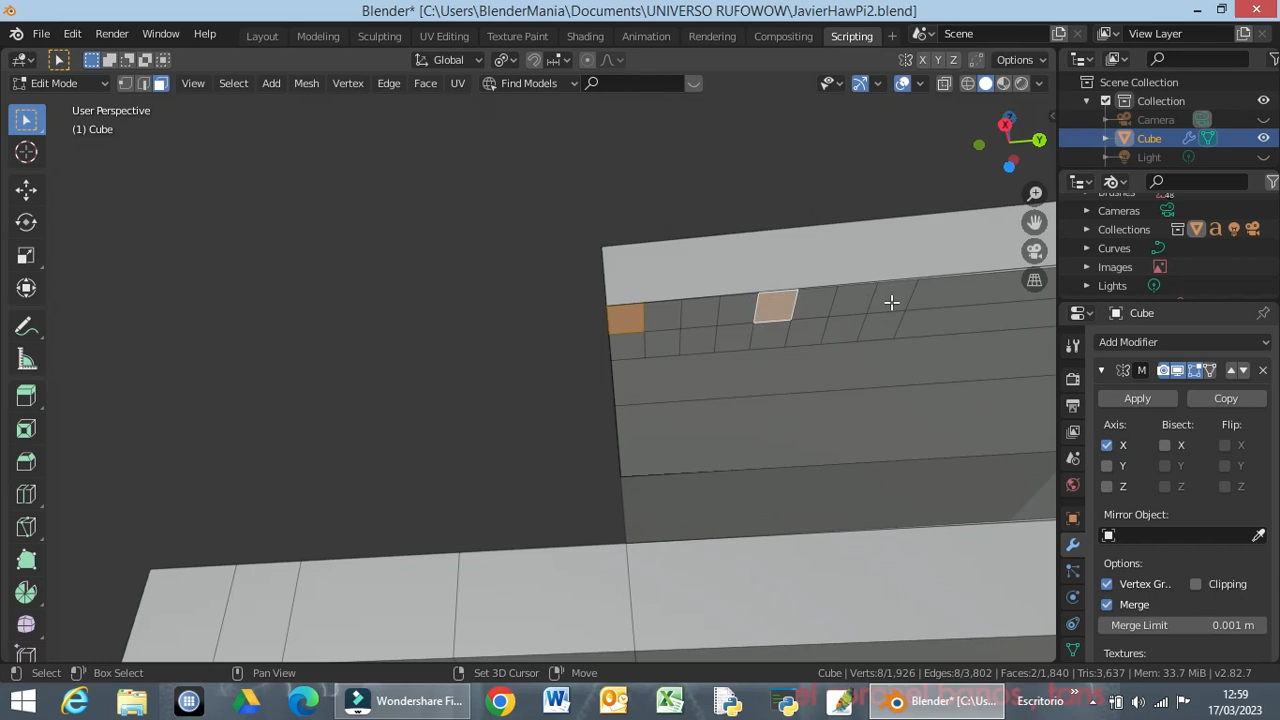 Blender* [C:\Users\BlenderMania\Documents\UNIVERSO RUFOWOW\JavierHawPi2.blend]
File Edit Render Window Help Layout Modeling Sculpting UV Editing Texture Paint Shading Animation Rendering Compositing Scripting Scene View Layer
Global X Y Z Options
Edit Mode View Select Add Mesh Vertex Edge Face UV Find Models
User Perspective
(1) Cube
X Y Z
Scene Collection
Collection
Camera
Cube
Light
Brushes 48
Cameras
Collections
Curves
Images
Lights
Cube
Add Modifier
M
Apply Copy
Axis: Bisect: Flip:
X X X
Y Y Y
Z Z Z
Mirror Object:
Options:
Vertex Gr.. Clipping
Merge
Merge Limit 0.001 m
Textures:
Select Box Select Pan View Set 3D Cursor Move Cube | Verts:8/1,926 | Edges:8/3,802 | Faces:2/1,840 | Tris:3,637 | Mem: 33.7 MiB | v2.82.7
Wondershare Fi... Blender* [C:\Us... Escritorio 12:59
17/03/2023